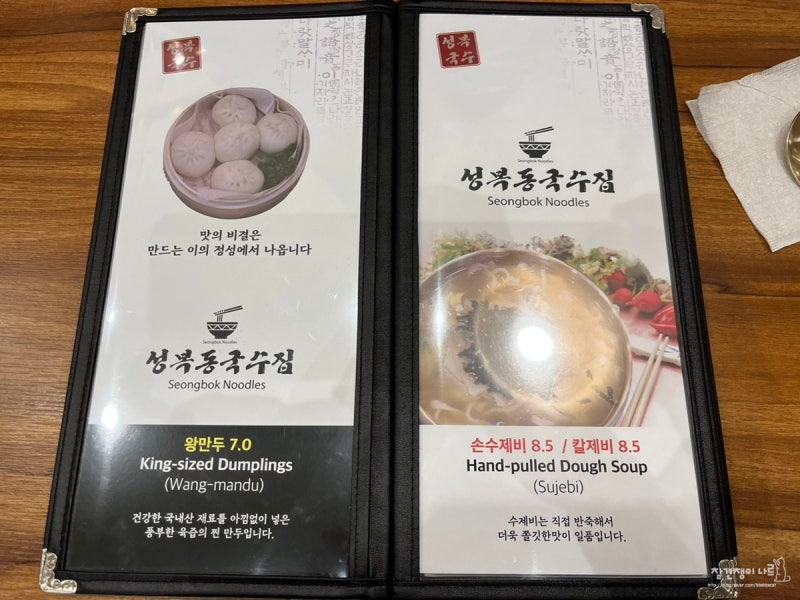 성북
국수
맛의 비결은
만드는 이의 정성에서 나옵니다
Seongbok Noodles
성북동국수집
Seongbok Noodles
왕만두 7.0
King-sized Dumplings
(Wang-mandu)
건강한 국내산 재료를 아낌없이 넣은
풍부한 육즙의 찐 만두입니다.
성북
국수
Seongbok Noodles
성북동국수집
Seongbok Noodles
손수제비 8.5 / 칼제비 8.5
Hand-pulled Dough Soup
(Sujebi)
수제비는 직접 반죽해서
더욱 쫄깃한맛이 일품입니다.